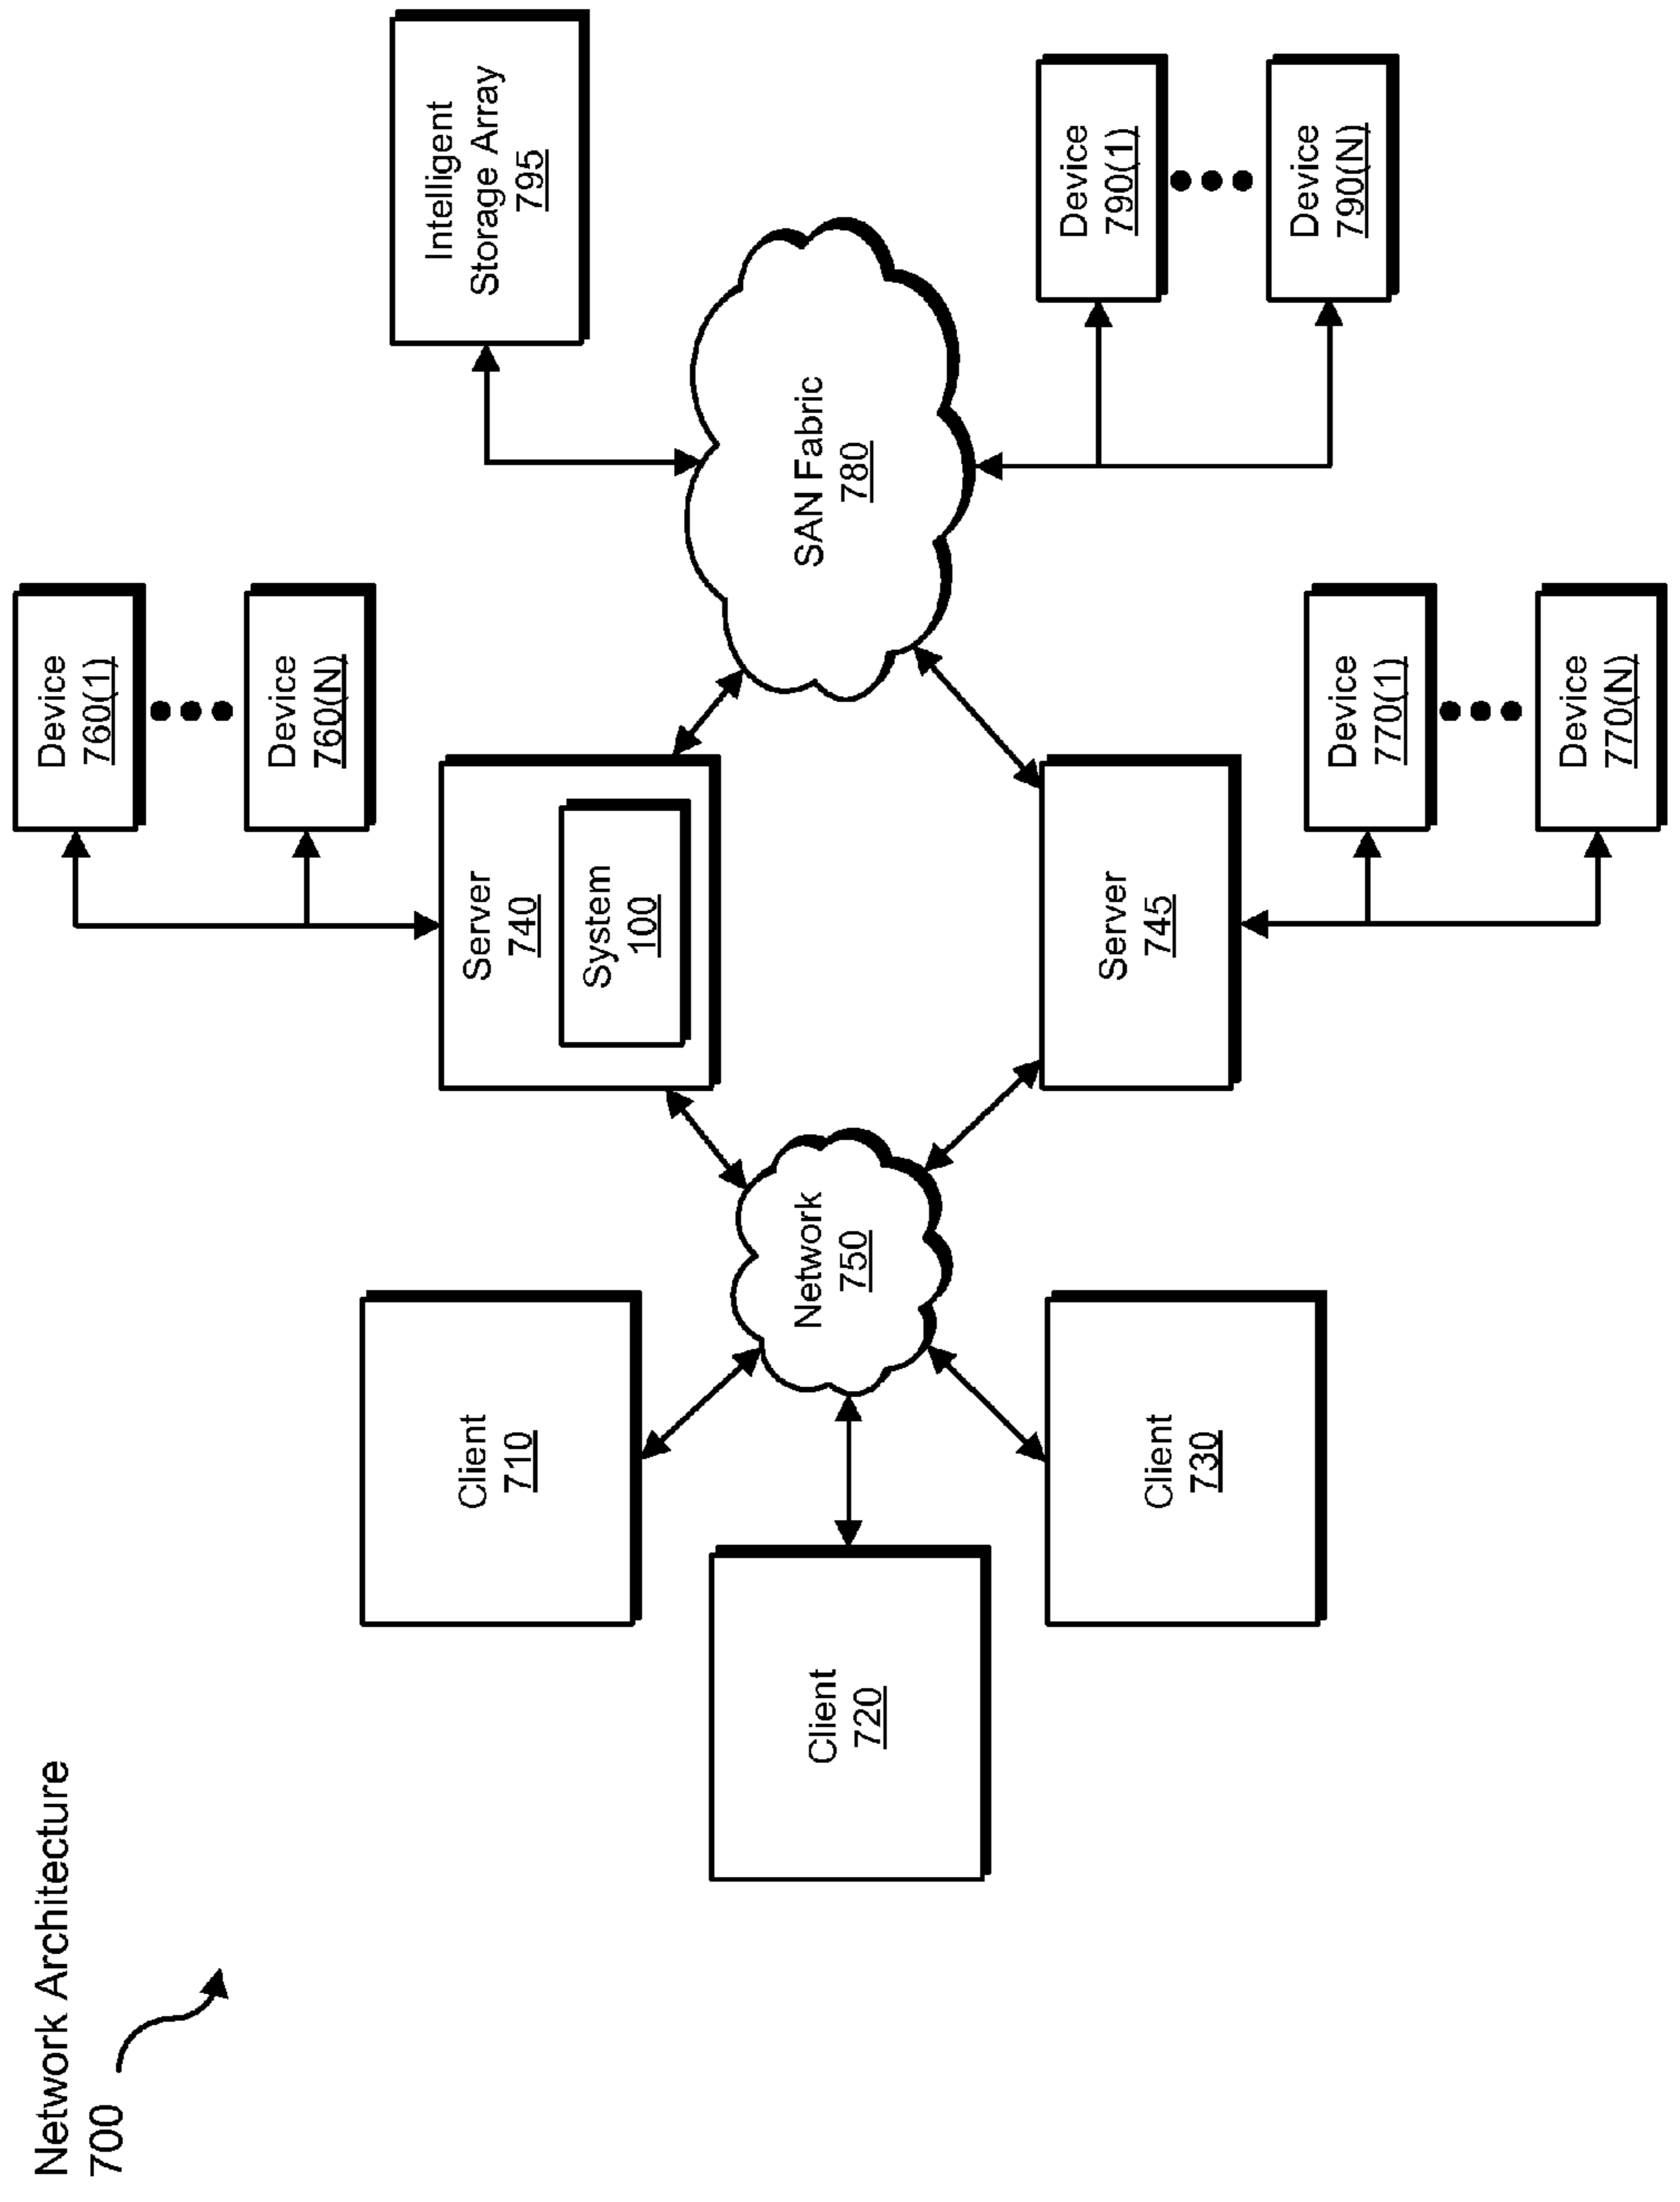 Network Architecture
700
Device
760(1)
Device
760(N)
Intelligent
Storage Array
795
Client
710
Server
740
System
100
Client
720
Network
750
SAN Fabric
780
Client
730
Server
745
Device
790(1)
Device
790(N)
Device
770(1)
Device
770(N)